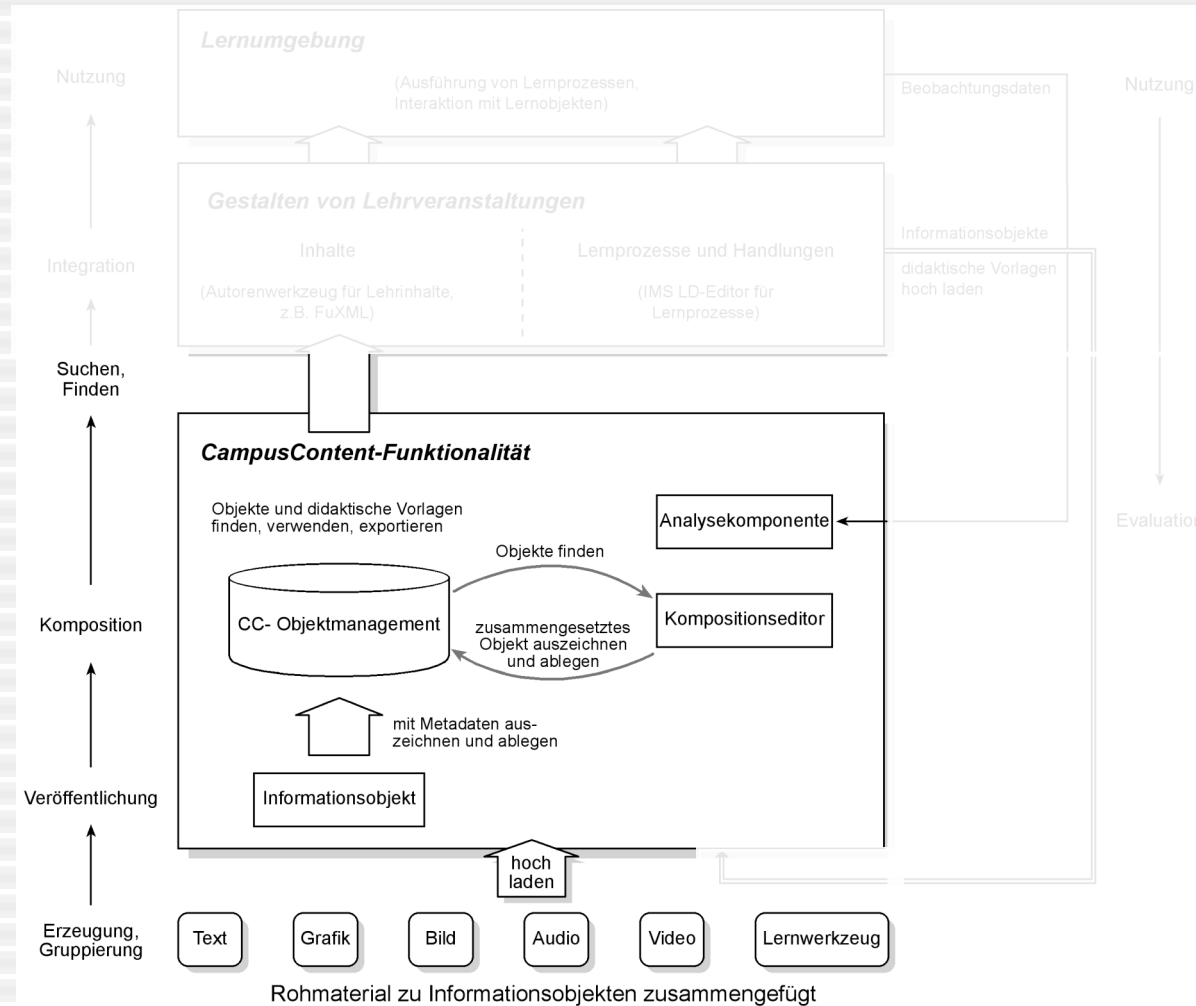 Lernumgebung
(Ausführung von Lernprozessen,
Interaktion mit Lernobjekten)
Nutzung
Beobachtungsdaten
Nutzung
Gestalten von Lehrveranstaltungen
Inhalte
(Autorenwerkzeug für Lehrinhalte,
z.B. FuXML)
Lernprozesse und Handlungen
(IMS LD-Editor für
Lernprozesse)
Integration
Informationsobjekte
didaktische Vorlagen
hoch laden
Suchen,
Finden
CampusContent-Funktionalität
Objekte und didaktische Vorlagen
finden, verwenden, exportieren
Analysekomponente
Evaluation
Objekte finden
CC- Objektmanagement
Kompositionseditor
zusammengesetztes
Objekt auszeichnen
und ablegen
Komposition
mit Metadaten aus-
zeichnen und ablegen
Informationsobjekt
Veröffentlichung
hoch
laden
Erzeugung,
Gruppierung
Text
Grafik
Bild
Audio
Video
Lernwerkzeug
Rohmaterial zu Informationsobjekten zusammengefügt